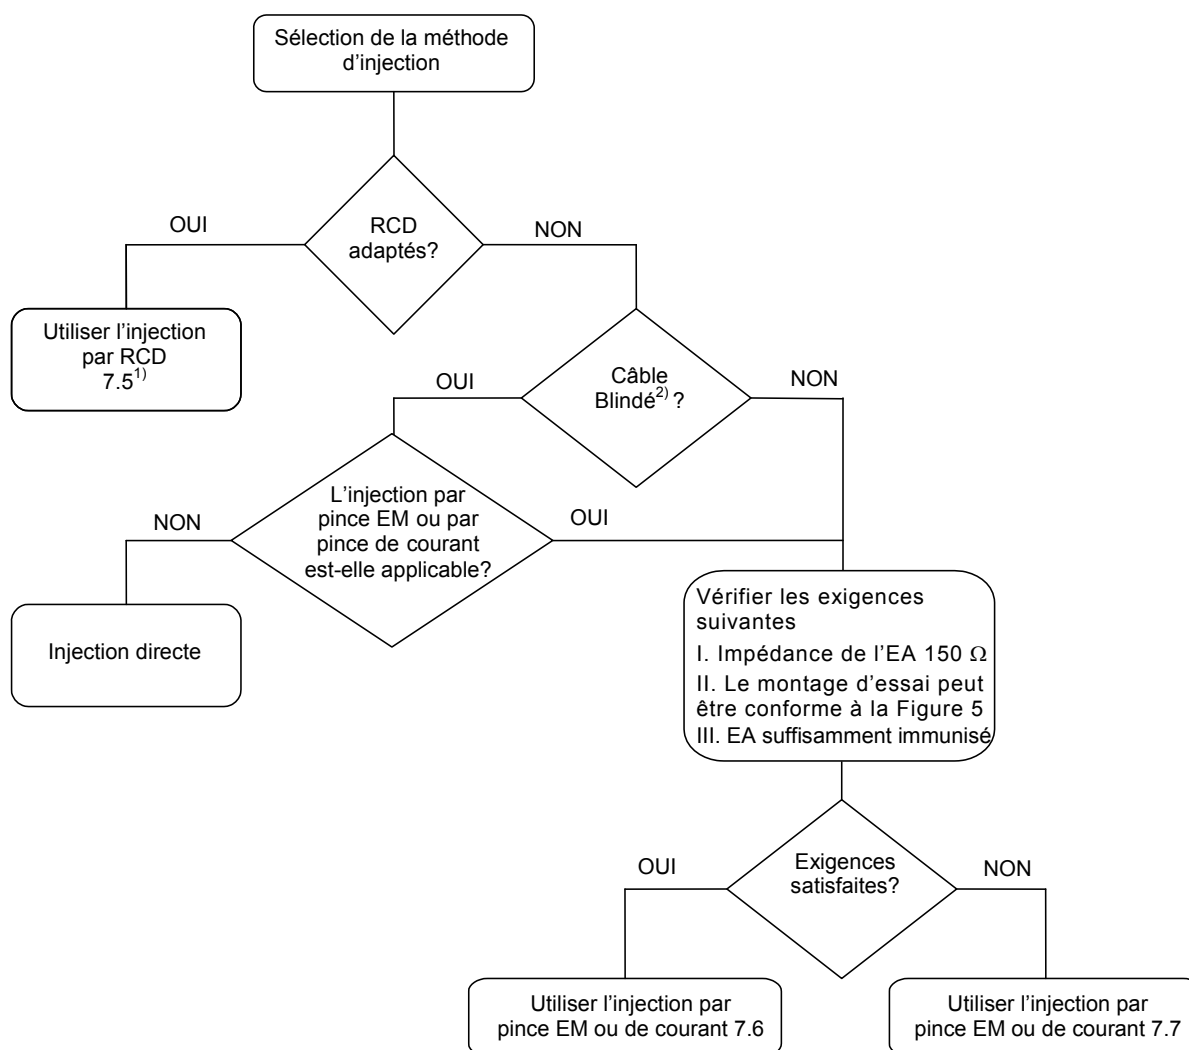 Sélection de la méthode
d'injection
OUI
RCD
adaptés?
NON
Utiliser l'injection
par RCD
7.5¹⁾
OUI
Câble
Blindé²⁾ ?
NON
NON
L'injection par
pince EM ou par
pince de courant
est-elle applicable?
OUI
Injection directe
Vérifier les exigences
suivantes
I. Impédance de l'EA 150 Ω
II. Le montage d'essai peut
être conforme à la Figure 5
III. EA suffisamment immunisé
OUI
Exigences
satisfaites?
NON
Utiliser l'injection par
pince EM ou de courant 7.6
Utiliser l'injection par
pince EM ou de courant 7.7